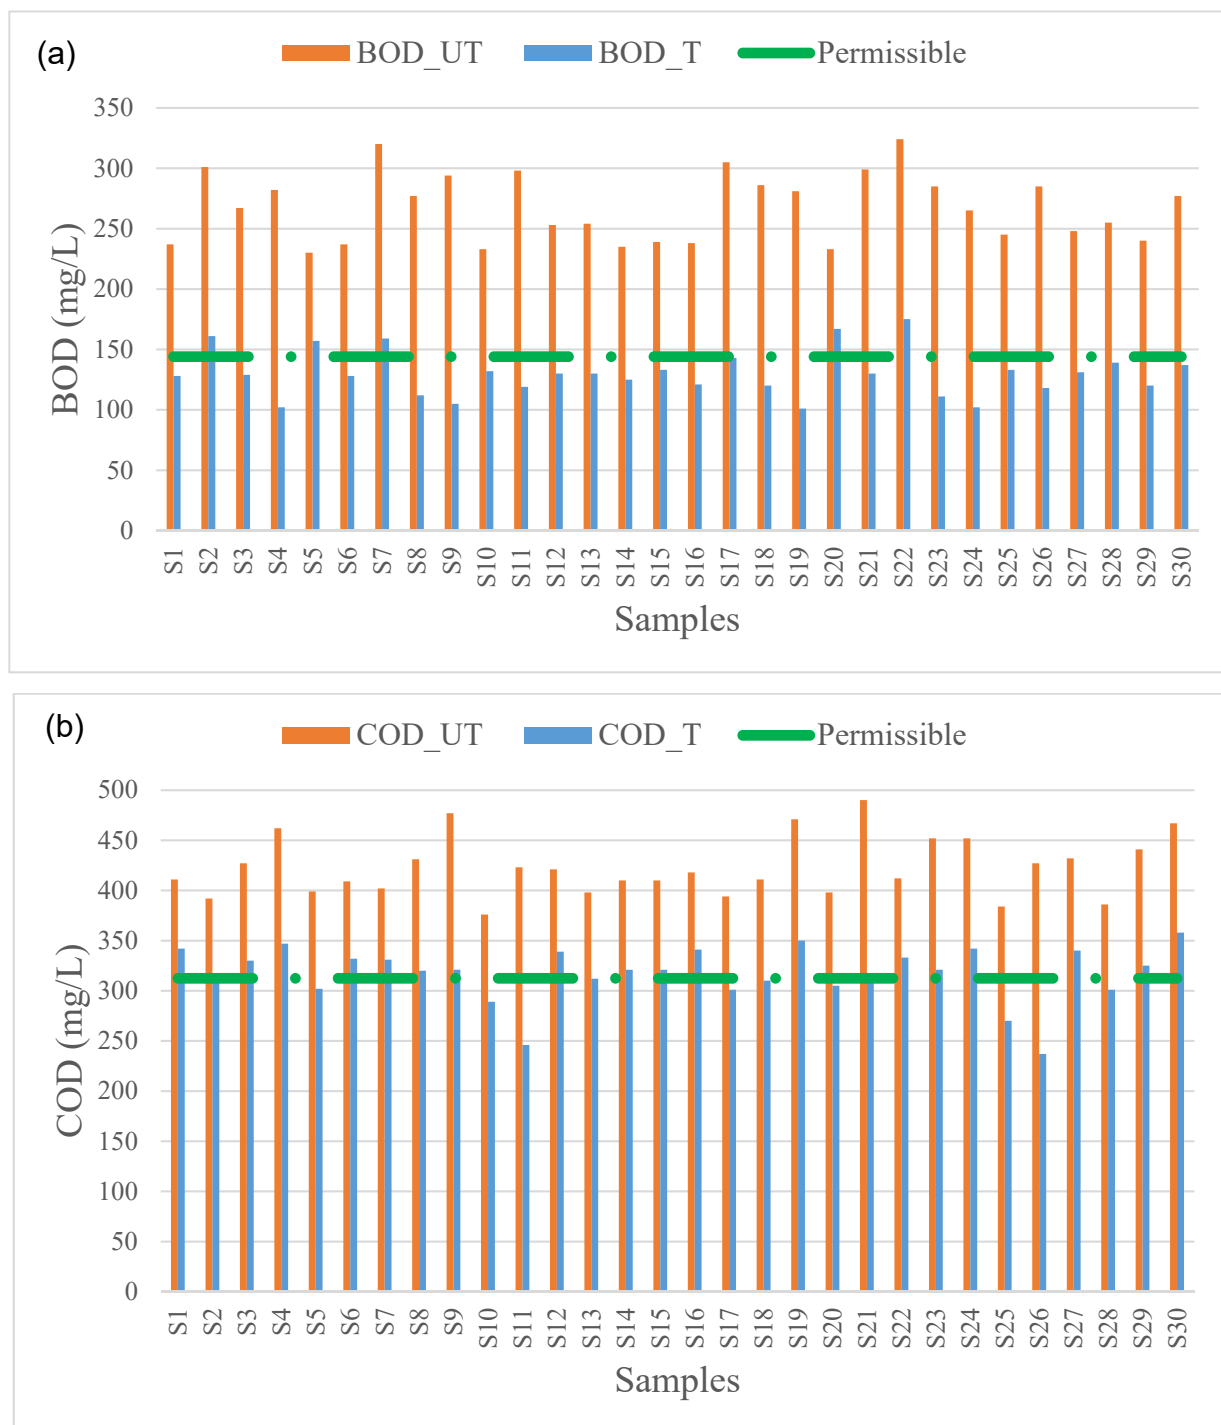 (a)
BOD_UT BOD_T Permissible
350
300
250
200
150
100
50
0
BOD (mg/L)
S1 S2 S3 S4 S5 S6 S7 S8 S9 S10 S11 S12 S13 S14 S15 S16 S17 S18 S19 S20 S21 S22 S23 S24 S25 S26 S27 S28 S29 S30
Samples
(b)
COD_UT COD_T Permissible
500
450
400
350
300
250
200
150
100
50
0
COD (mg/L)
S1 S2 S3 S4 S5 S6 S7 S8 S9 S10 S11 S12 S13 S14 S15 S16 S17 S18 S19 S20 S21 S22 S23 S24 S25 S26 S27 S28 S29 S30
Samples